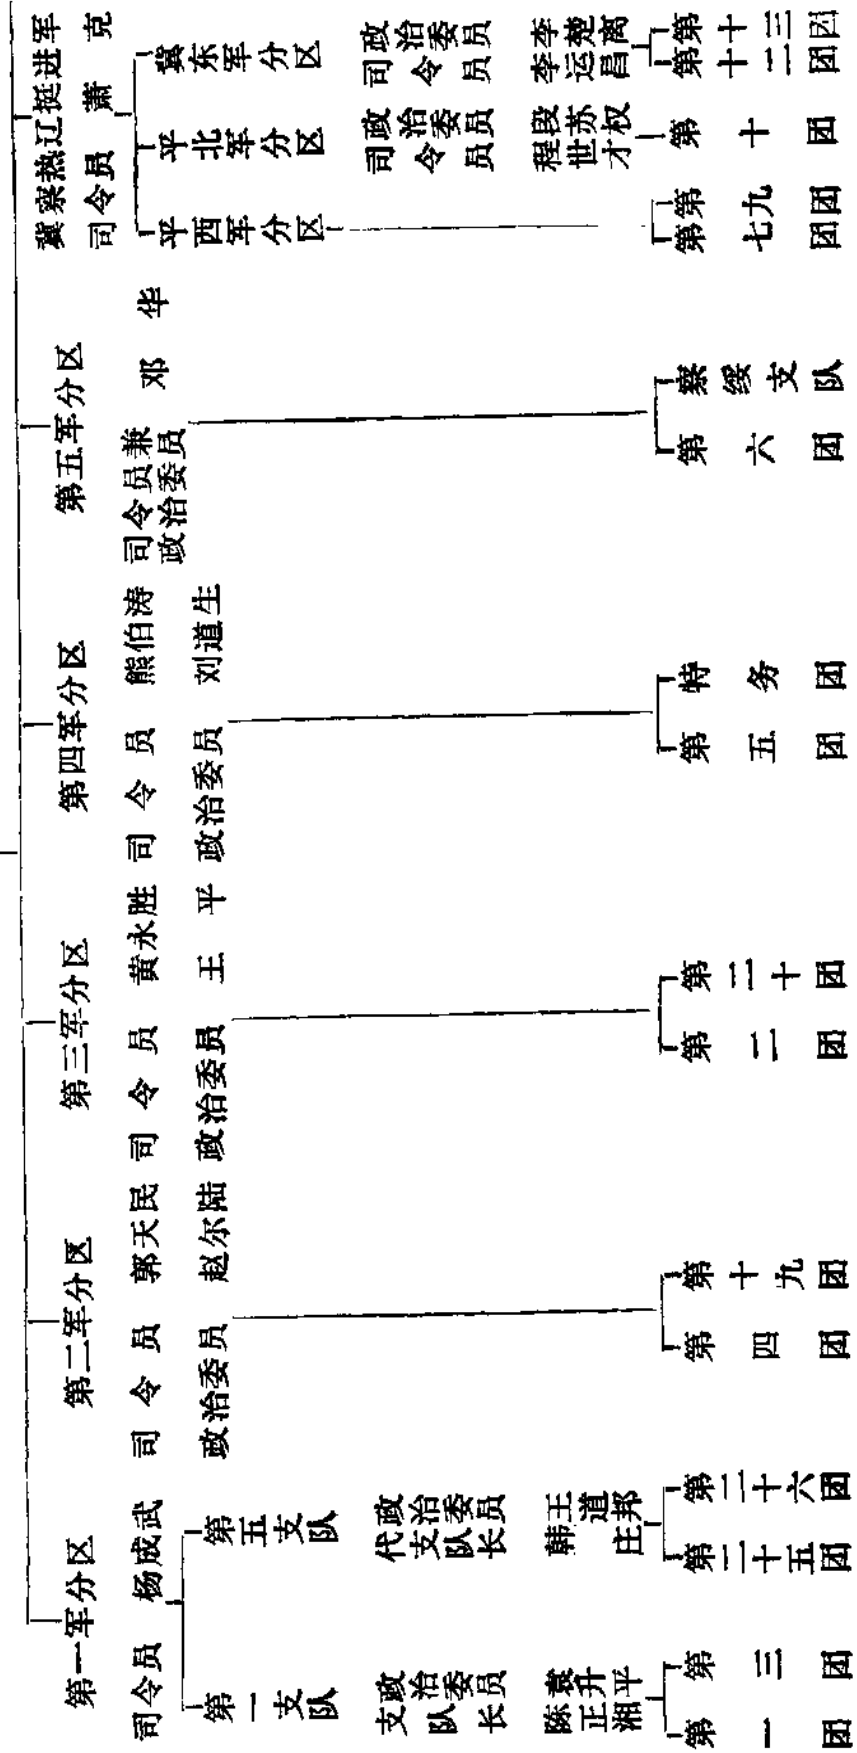 第一军分区
司令员 杨成武
第一支队
支队长 陈正湘
政治委员 袁升平
第一团
第三团
第五支队
代支队长 韩庄
政治委员 王道邦
第二十五团
第二十六团
第二军分区
司令员 郭天民
政治委员 赵尔陆
第四团
第十九团
第三军分区
司令员 黄永胜
政治委员 王平
第二团
第二十团
第四军分区
司令员 熊伯涛
政治委员 刘道生
第五团
特务团
第五军分区
司令员兼
政治委员 邓华
第六团
察绥支队
冀察热辽挺进军
司令员 萧克
平西军分区
第七团
第九团
平北军分区
司令员 程世才
政治委员 段苏权
第十团
冀东军分区
司令员 李运昌
政治委员 李楚离
第十二团
第十三团